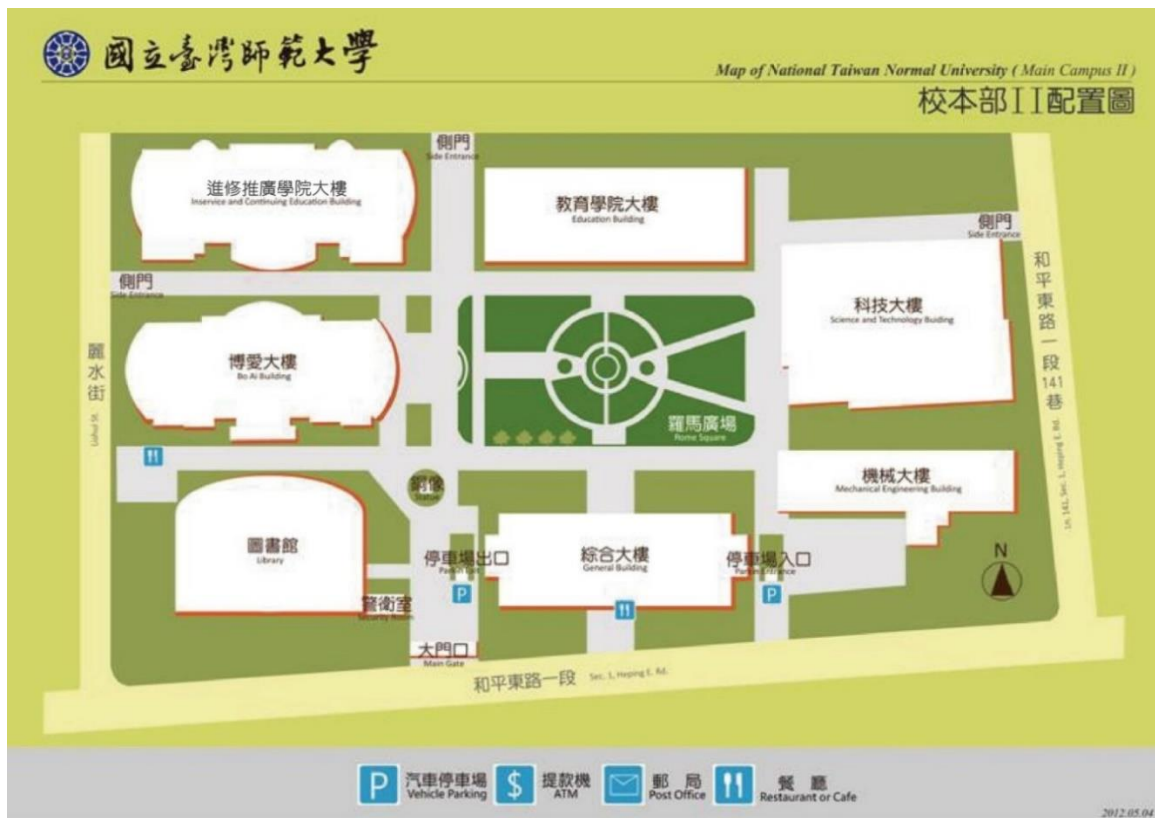 國立臺灣師範大學
Map of National Taiwan Normal University ( Main Campus II )
校本部II配置圖
側門
Side Entrance
進修推廣學院大樓
Inservice and Continuing Education Building
教育學院大樓
Education Building
側門
Side Entrance
側門
Side Entrance
和平東路一段141巷
Ln. 141, Sec. 1, Heping E. Rd.
科技大樓
Science and Technology Buiding
麗水街
Lishui St.
博愛大樓
Bo Ai Building
羅馬廣場
Rome Square
機械大樓
Mechanical Engineering Building
銅像
Statue
圖書館
Library
停車場出口
P
綜合大樓
General Building
停車場入口
P
N
警衛室
Security Room
大門口
Main Gate
和平東路一段 Sec. 1, Heping E. Rd.
P 汽車停車場
Vehicle Parking
$ 提款機
ATM
郵 局
Post Office
餐 廳
Restaurant or Cafe
2012.05.04